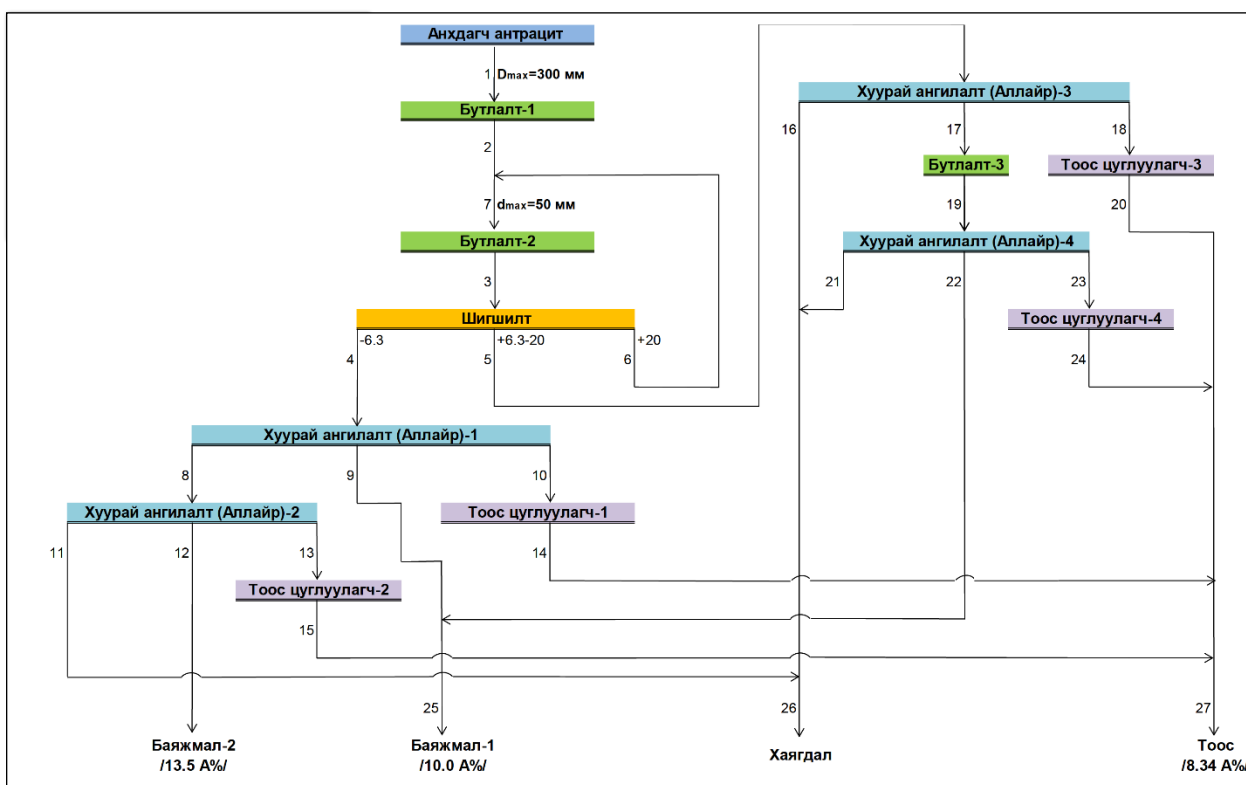 Анхдагч антрацит
1 Dmax=300 мм
Бутлалт-1
2
7 dmax=50 мм
Бутлалт-2
3
Шигшилт
-6.3
+6.3-20
+20
4
5
6
Хуурай ангилалт (Аллайр)-3
16
17
18
Бутлалт-3
Тоос цуглуулагч-3
19
20
Хуурай ангилалт (Аллайр)-4
21
22
23
Тоос цуглуулагч-4
24
Хуурай ангилалт (Аллайр)-1
8
9
10
Хуурай ангилалт (Аллайр)-2
Тоос цуглуулагч-1
11
12
13
14
Тоос цуглуулагч-2
15
25
26
27
Баяжмал-2
/13.5 А%/
Баяжмал-1
/10.0 А%/
Хаягдал
Тоос
/8.34 А%/